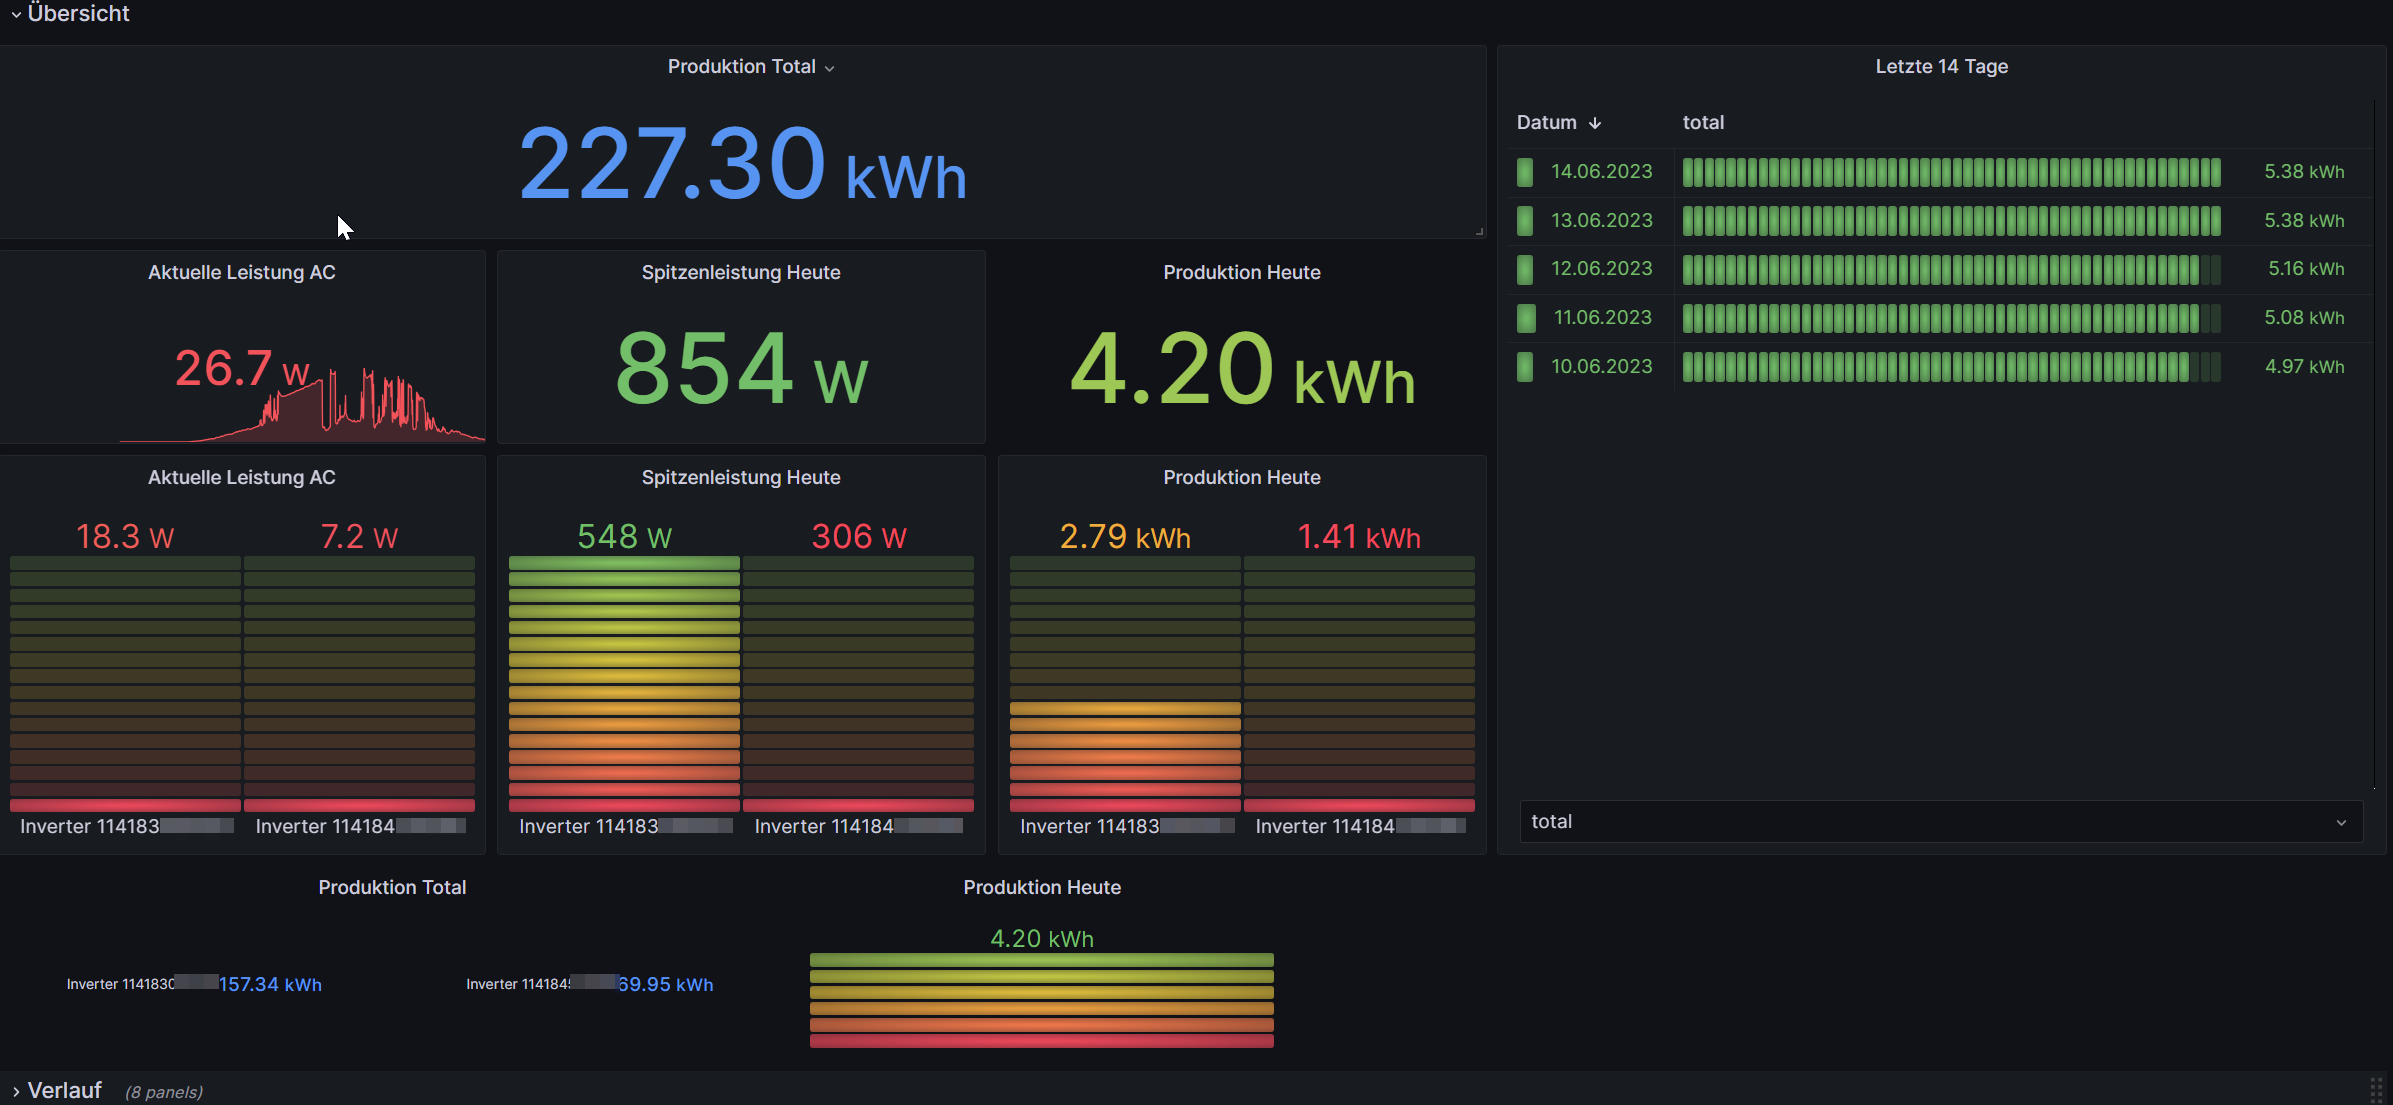 Übersicht
Produktion Total
227.30 kWh
Aktuelle Leistung AC
26.7 W
Spitzenleistung Heute
854 W
Produktion Heute
4.20 kWh
Aktuelle Leistung AC
18.3 W 7.2 W
Inverter 114183 Inverter 114184
Spitzenleistung Heute
548 W 306 W
Inverter 114183 Inverter 114184
Produktion Heute
2.79 kWh 1.41 kWh
Inverter 114183 Inverter 114184
Letzte 14 Tage
Datum total
14.06.2023 5.38 kWh
13.06.2023 5.38 kWh
12.06.2023 5.16 kWh
11.06.2023 5.08 kWh
10.06.2023 4.97 kWh
total
Produktion Total
Inverter 1141830 157.34 kWh Inverter 114184 69.95 kWh
Produktion Heute
4.20 kWh
Verlauf (8 panels)